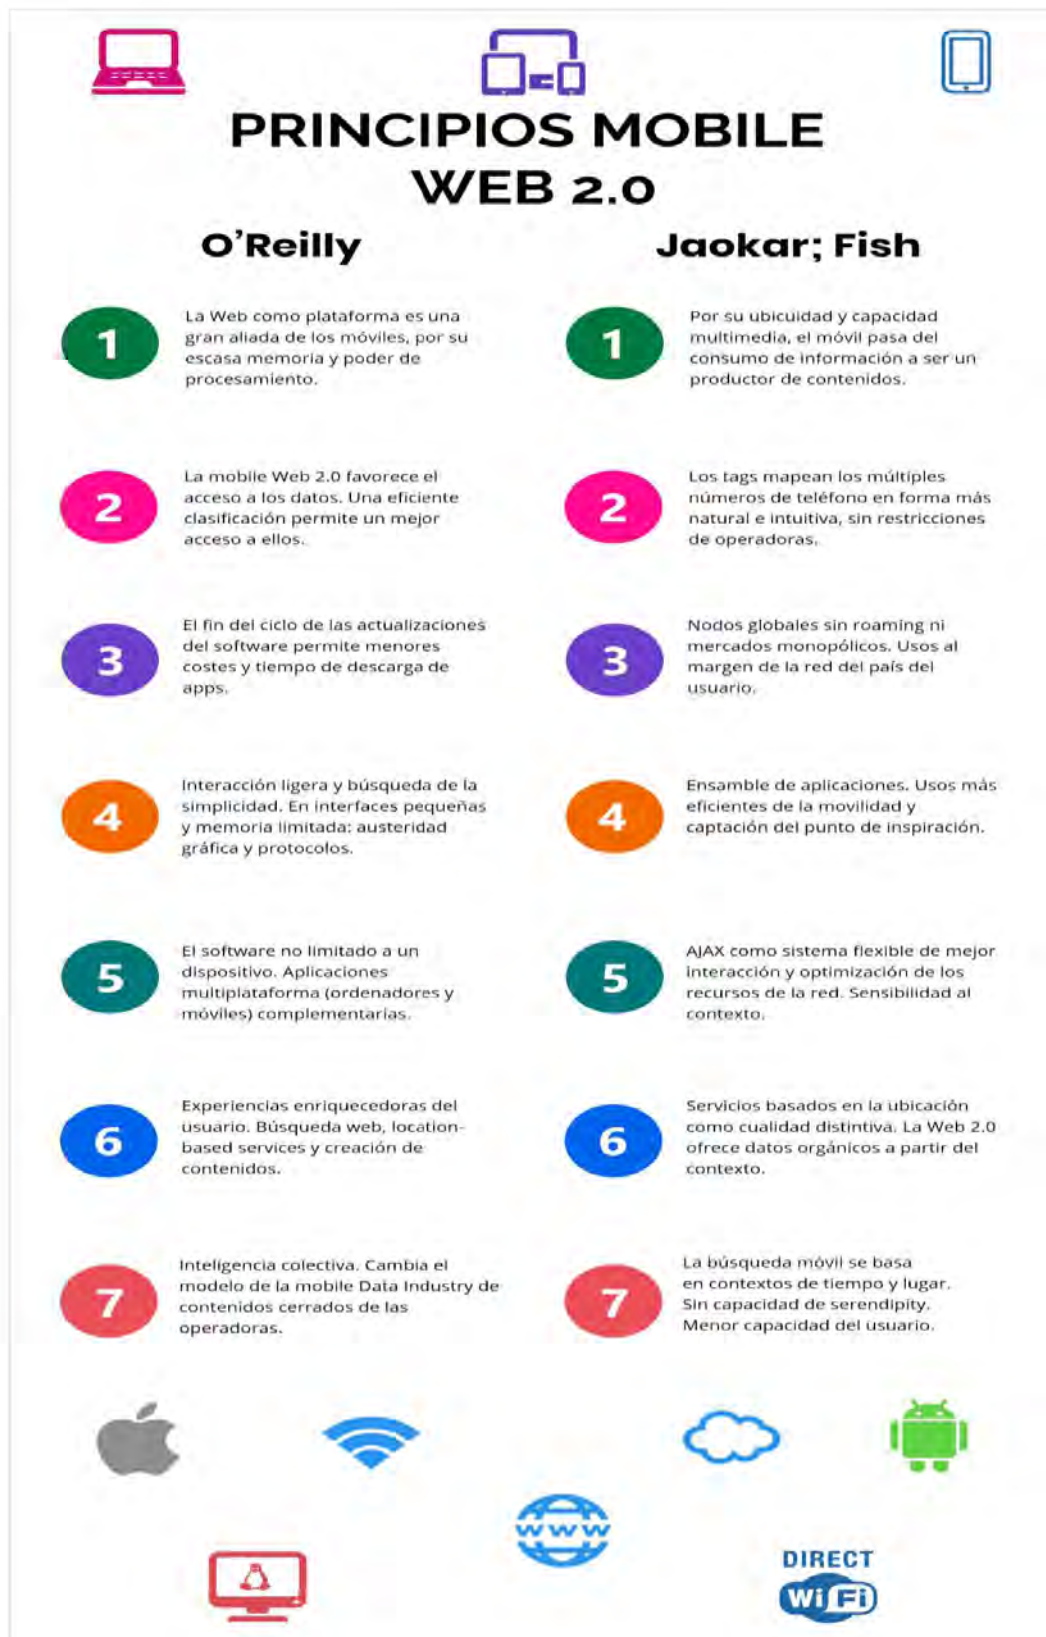 PRINCIPIOS MOBILE
WEB 2.0
O’Reilly
1
La Web como plataforma es una
gran aliada de los móviles, por su
escasa memoria y poder de
procesamiento.
2
La mobile Web 2.0 favorece el
acceso a los datos. Una eficiente
clasificación permite un mejor
acceso a ellos.
3
El fin del ciclo de las actualizaciones
del software permite menores
costes y tiempo de descarga de
apps.
4
Interacción ligera y búsqueda de la
simplicidad. En interfaces pequeñas
y memoria limitada: austeridad
gráfica y protocolos.
5
El software no limitado a un
dispositivo. Aplicaciones
multiplataforma (ordenadores y
móviles) complementarias.
6
Experiencias enriquecedoras del
usuario. Búsqueda web, location-
based services y creación de
contenidos.
7
Inteligencia colectiva. Cambia el
modelo de la mobile Data Industry de
contenidos cerrados de las
operadoras.
Jaokar; Fish
1
Por su ubicuidad y capacidad
multimedia, el móvil pasa del
consumo de información a ser un
productor de contenidos.
2
Los tags mapean los múltiples
números de teléfono en forma más
natural e intuitiva, sin restricciones
de operadoras.
3
Nodos globales sin roaming ni
mercados monopólicos. Usos al
margen de la red del país del
usuario.
4
Ensamble de aplicaciones. Usos más
eficientes de la movilidad y
captación del punto de inspiración.
5
AJAX como sistema flexible de mejor
interacción y optimización de los
recursos de la red. Sensibilidad al
contexto.
6
Servicios basados en la ubicación
como cualidad distintiva. La Web 2.0
ofrece datos orgánicos a partir del
contexto.
7
La búsqueda móvil se basa
en contextos de tiempo y lugar.
Sin capacidad de serendipity.
Menor capacidad del usuario.
www
DIRECT
Wi Fi